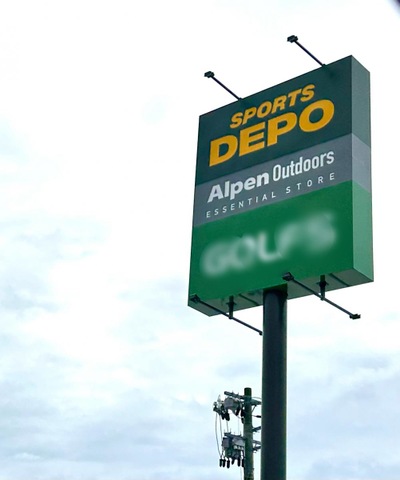 SPORTS
DEPO
Alpen Outdoors
ESSENTIAL STORE